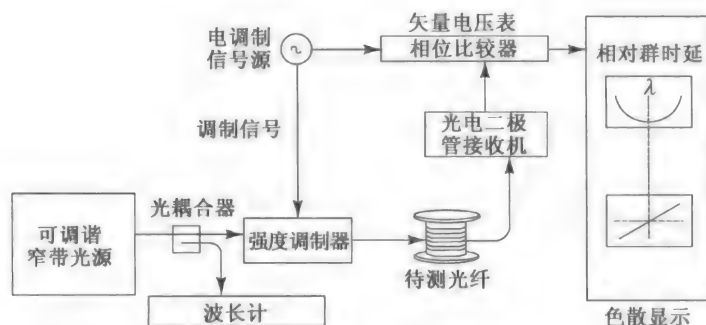 电调制
信号源
矢量电压表
相位比较器
相对群时延
λ
调制信号
光电二极
管接收机
可调谐
窄带光源
光耦合器
强度调制器
待测光纤
波长计
色散显示